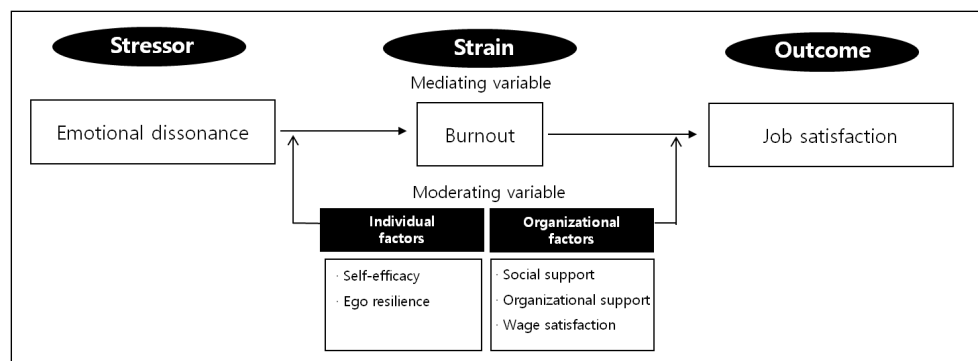 Stressor
Strain
Outcome
Mediating variable
Emotional dissonance
Burnout
Job satisfaction
Moderating variable
Individual
factors
Organizational
factors
· Self-efficacy
· Ego resilience
· Social support
· Organizational support
· Wage satisfaction